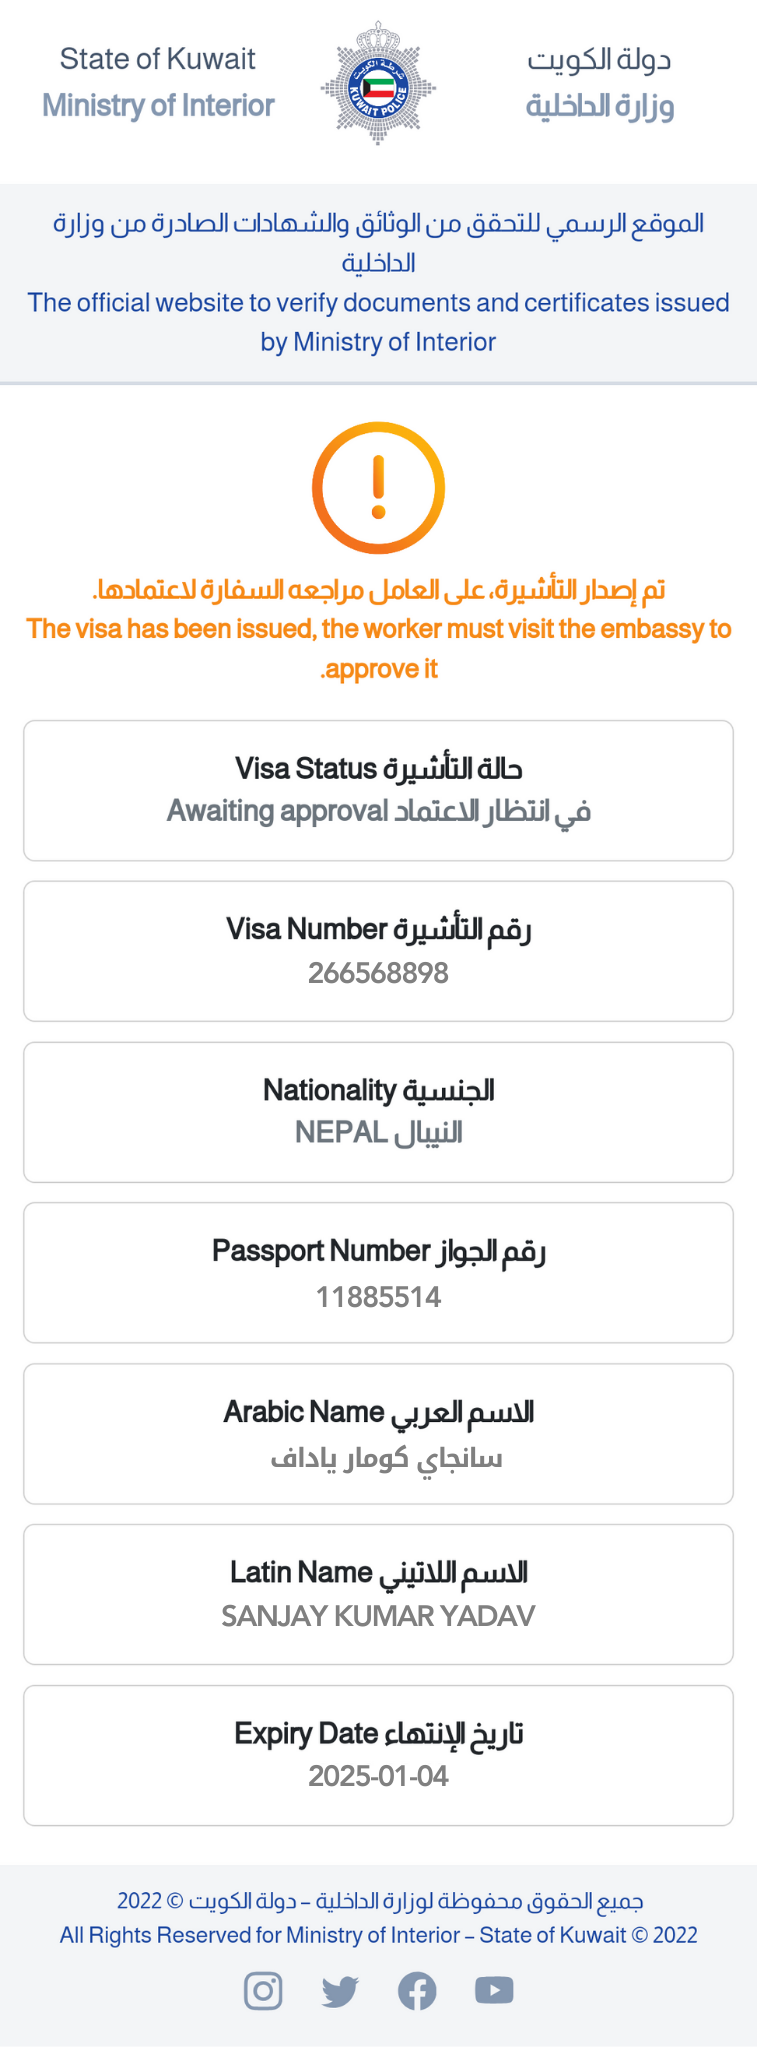 State of Kuwait
Ministry of Interior
شرطة الكويت
KUWAIT POLICE
دولة الكويت
وزارة الداخلية
الموقع الرسمي للتحقق من الوثائق والشهادات الصادرة من وزارة
الداخلية
The official website to verify documents and certificates issued
by Ministry of Interior
تم إصدار التأشيرة، على العامل مراجعه السفارة لاعتمادها.
The visa has been issued, the worker must visit the embassy to
.approve it
Visa Status حالة التأشيرة
Awaiting approval في انتظار الاعتماد
Visa Number رقم التأشيرة
266568898
Nationality الجنسية
NEPAL النيبال
Passport Number رقم الجواز
11885514
Arabic Name الاسم العربي
سانجاي كومار ياداف
Latin Name الاسم اللاتيني
SANJAY KUMAR YADAV
Expiry Date تاريخ الإنتهاء
2025-01-04
جميع الحقوق محفوظة لوزارة الداخلية – دولة الكويت © 2022
All Rights Reserved for Ministry of Interior – State of Kuwait © 2022